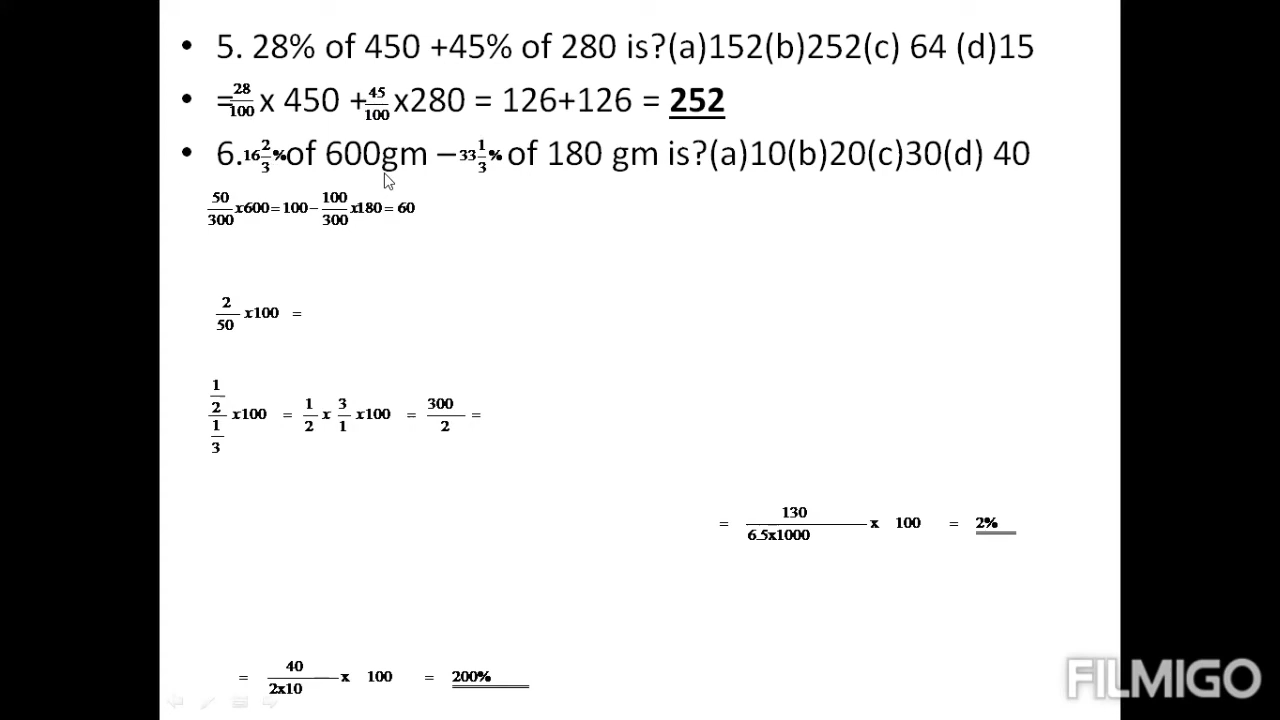 • 5. 28% of 450 +45% of 280 is?(a)152(b)252(c) 64 (d)15
• =28/100 x 450 +45/100 x280 = 126+126 = 252
• 6.16 2/3 %of 600gm –33 1/3 % of 180 gm is?(a)10(b)20(c)30(d) 40
50/300 x600= 100– 100/300 x180= 60
2/50 x100 =
1/2 / 1/3 x100 = 1/2 x 3/1 x100 = 300/2 =
= 130/6.5x1000 x 100 = 2%
= 40/2x10 x 100 = 200%
FILMIGO